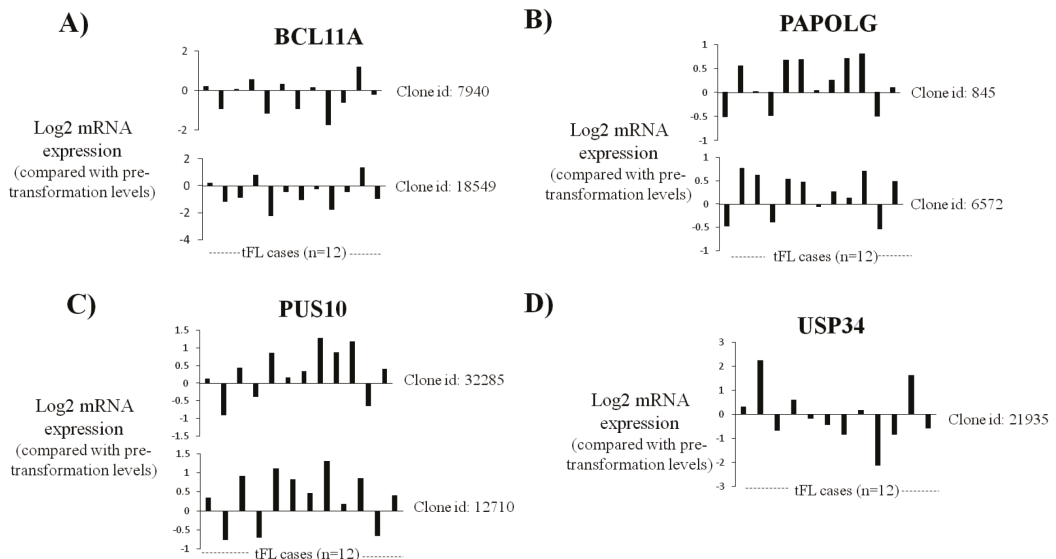 A)
BCL11A
Log2 mRNA
expression
(compared with pre-
transformation levels)
2
0
-2
Clone id: 7940
2
0
-2
-4
Clone id: 18549
tFL cases (n=12)
B)
PAPOLG
Log2 mRNA
expression
(compared with pre-
transformation levels)
1
0.5
0
-0.5
1
Clone id: 845
1
0.5
0
-0.5
1
Clone id: 6572
tFL cases (n=12)
C)
PUS10
Log2 mRNA
expression
(compared with pre-
transformation levels)
1.5
1
0.5
0
-0.5
1
1.5
Clone id: 32285
1.5
1
0.5
0
-0.5
-1
Clone id: 12710
tFL cases (n=12)
D)
USP34
Log2 mRNA
expression
(compared with pre-
transformation levels)
3
2
1
0
-1
-2
-3
Clone id: 21935
tFL cases (n=12)